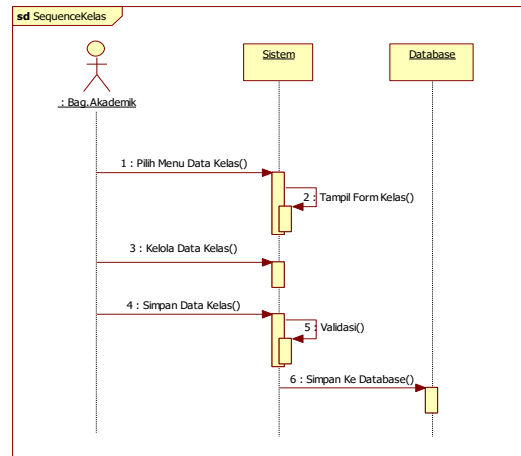 sd SequenceKelas
Sistem
Database
: Bag.Akademik
1 : Pilih Menu Data Kelas()
2 : Tampil Form Kelas()
3 : Kelola Data Kelas()
4 : Simpan Data Kelas()
5 : Validasi()
6 : Simpan Ke Database()